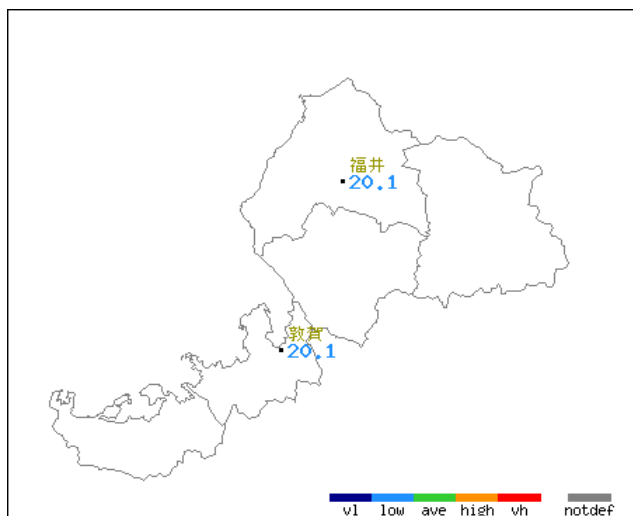 福井
20.1
敦賀
20.1
vl low ave high vh notdef